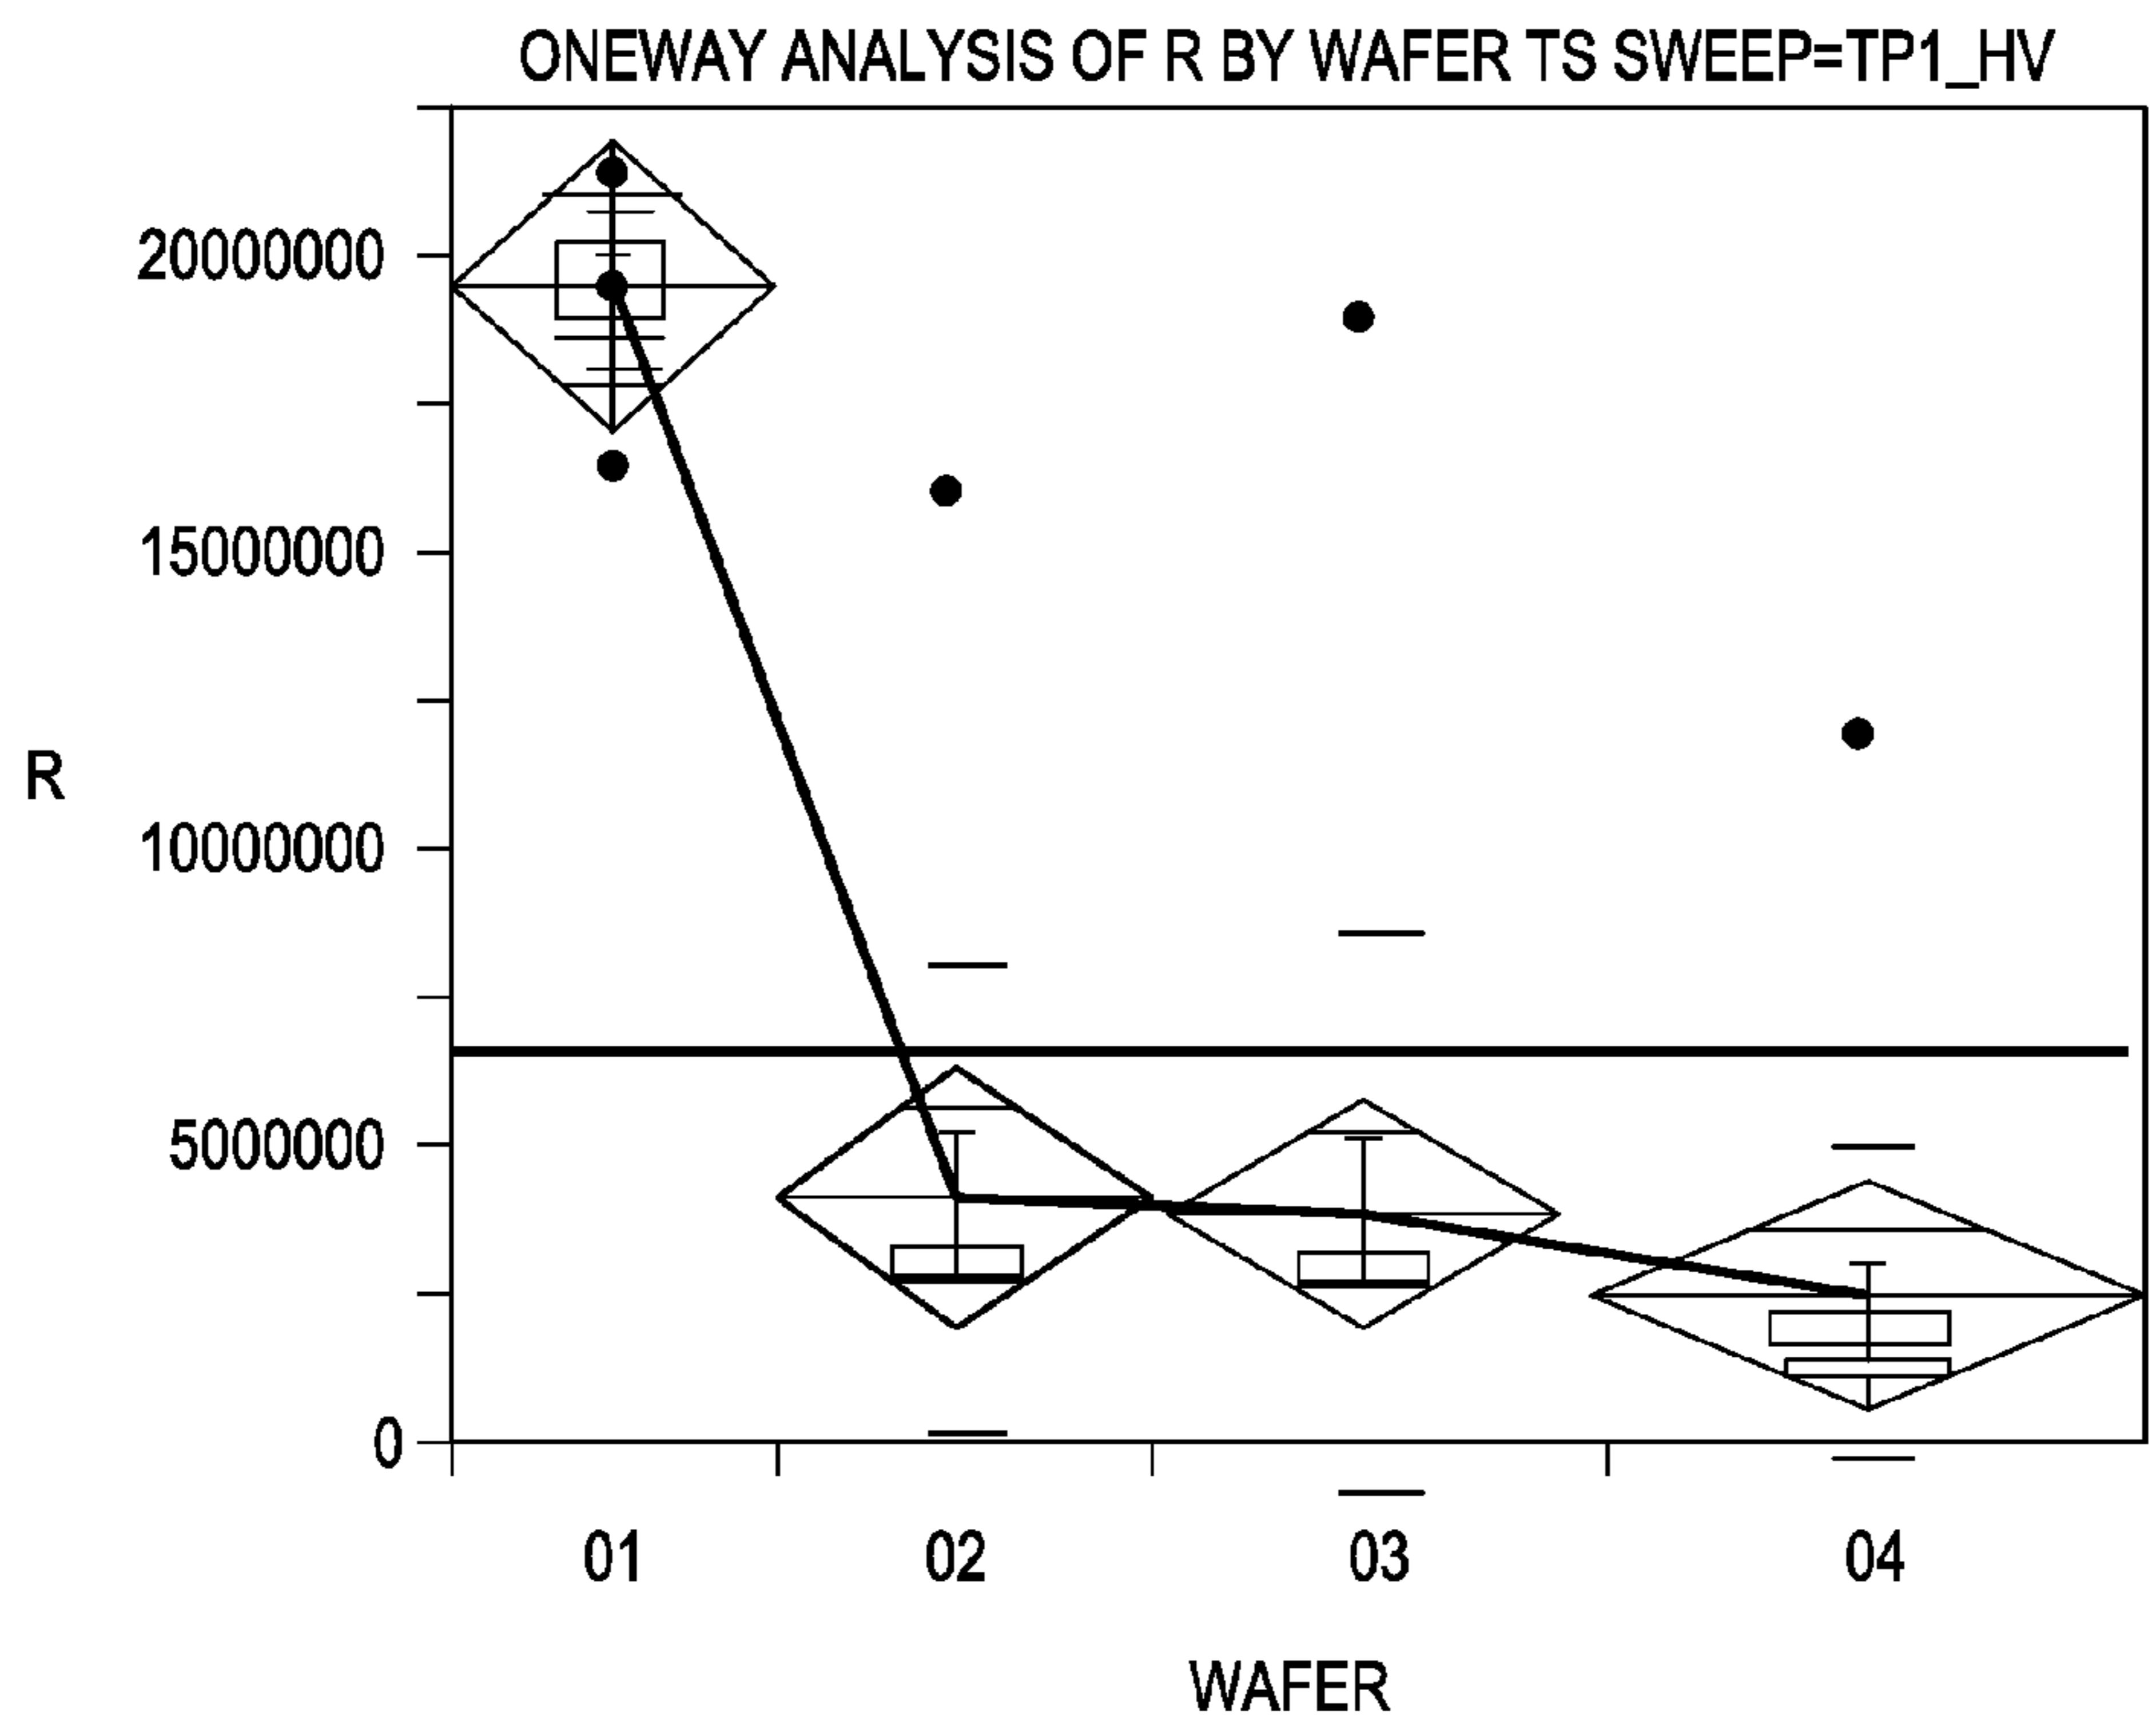 ONEWAY ANALYSIS OF R BY WAFER TS SWEEP=TP1_HV
20000000
15000000
R
10000000
5000000
0
01 02 03 04
WAFER